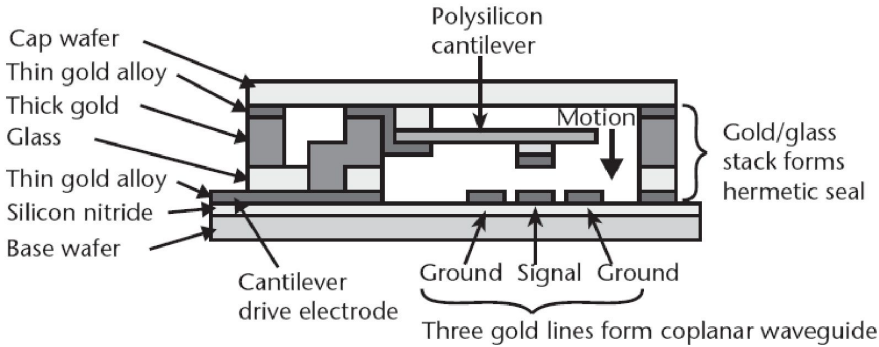 Polysilicon
cantilever
Cap wafer
Thin gold alloy
Thick gold
Glass
Thin gold alloy
Silicon nitride
Base wafer
Motion
Gold/glass
stack forms
hermetic seal
Cantilever
drive electrode
Ground Signal Ground
Three gold lines form coplanar waveguide